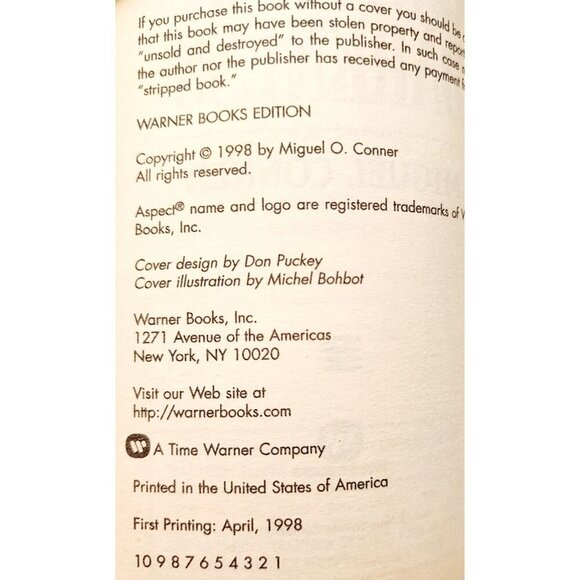 If you purchase this book without a cover you should be
that this book may have been stolen property and
"unsold and destroyed" to the publisher. In such case
the author nor the publisher has received any payment
"stripped book."
WARNER BOOKS EDITION
Copyright © 1998 by Miguel O. Conner
All rights reserved.
Aspect® name and logo are registered trademarks of
Books, Inc.
Cover design by Don Puckey
Cover illustration by Michel Bohbot
Warner Books, Inc.
1271 Avenue of the Americas
New York, NY 10020
Visit our Web site at
http://warnerbooks.com
A Time Warner Company
Printed in the United States of America
First Printing: April, 1998
10 9 8 7 6 5 4 3 2 1